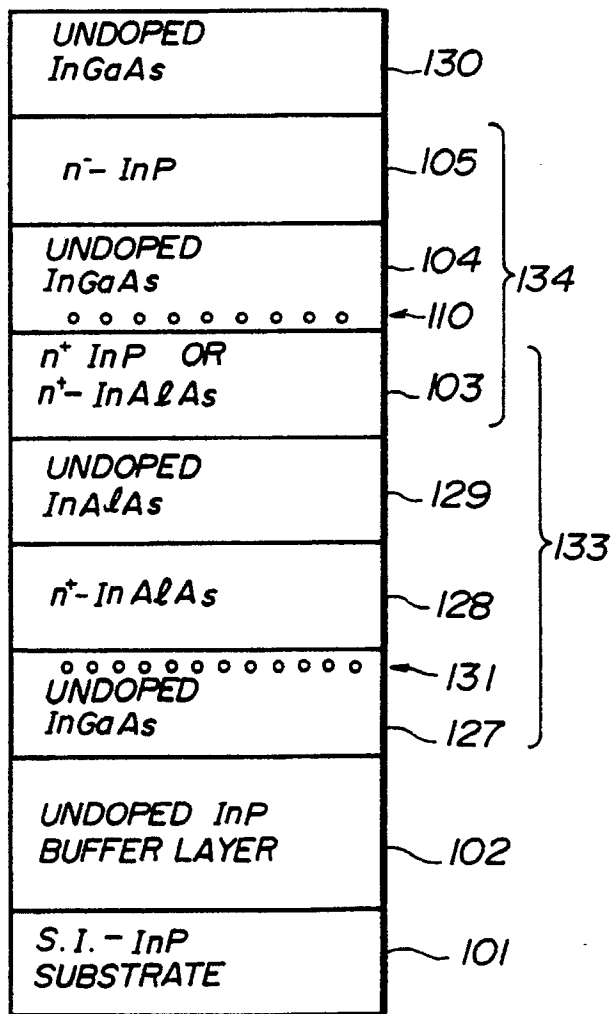 UNDOPED
InGaAs
130
n⁻- InP
105
UNDOPED
InGaAs
104
134
110
n⁺ InP OR
n⁺- InAlAs
103
UNDOPED
InAlAs
129
133
n⁺-InAlAs
128
131
UNDOPED
InGaAs
127
UNDOPED InP
BUFFER LAYER
102
S.I.-InP
SUBSTRATE
101